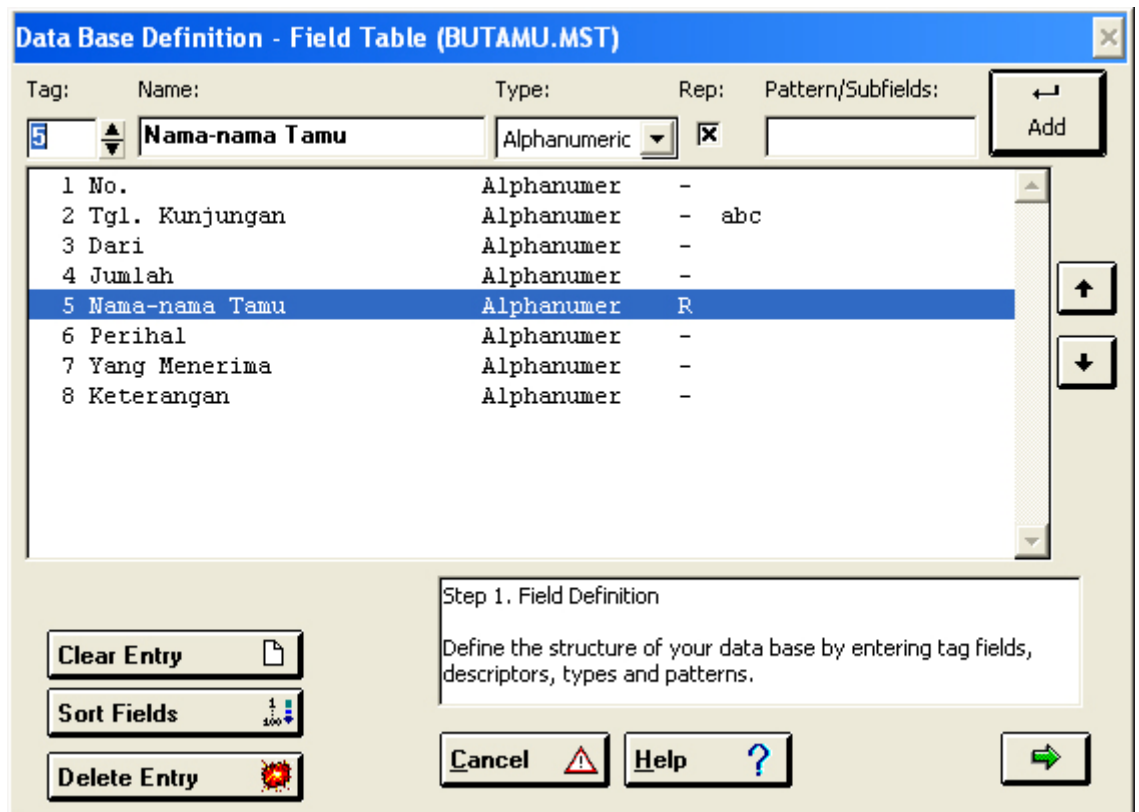 Data Base Definition - Field Table (BUTAMU.MST)
Tag: Name: Type: Rep: Pattern/Subfields:
5 Nama-nama Tamu Alphanumeric Add
1 No. Alphanumer -
2 Tgl. Kunjungan Alphanumer - abc
3 Dari Alphanumer -
4 Jumlah Alphanumer -
5 Nama-nama Tamu Alphanumer R
6 Perihal Alphanumer -
7 Yang Menerima Alphanumer -
8 Keterangan Alphanumer -
Step 1. Field Definition
Define the structure of your data base by entering tag fields,
descriptors, types and patterns.
Clear Entry
Sort Fields 1 100
Delete Entry
Cancel Help ?